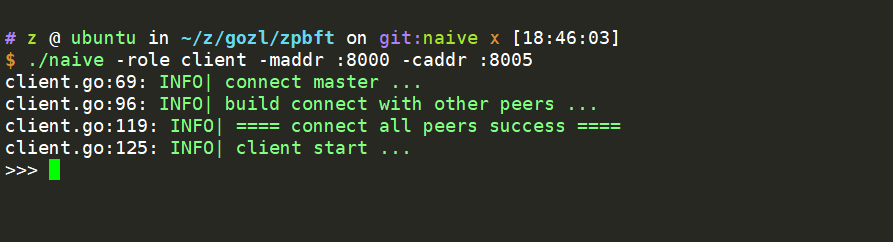 # z @ ubuntu in ~/z/gozl/zpbft on git:naive x [18:46:03]
$ ./naive -role client -maddr :8000 -caddr :8005
client.go:69: INFO| connect master ...
client.go:96: INFO| build connect with other peers ...
client.go:119: INFO| ==== connect all peers success ====
client.go:125: INFO| client start ...
>>>